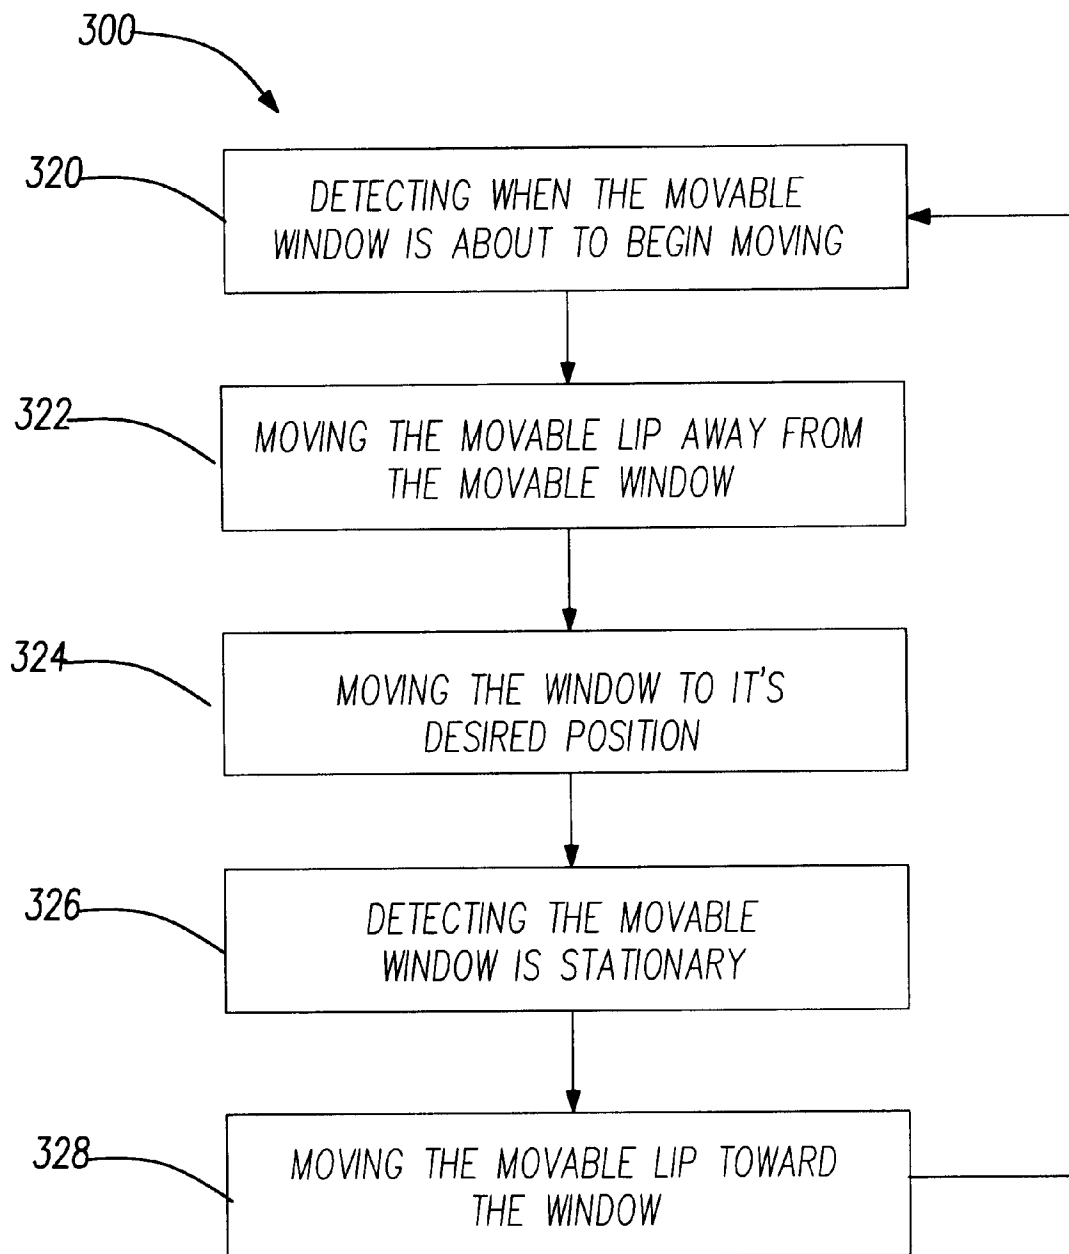 300
320
DETECTING WHEN THE MOVABLE
WINDOW IS ABOUT TO BEGIN MOVING
322
MOVING THE MOVABLE LIP AWAY FROM
THE MOVABLE WINDOW
324
MOVING THE WINDOW TO IT'S
DESIRED POSITION
326
DETECTING THE MOVABLE
WINDOW IS STATIONARY
328
MOVING THE MOVABLE LIP TOWARD
THE WINDOW